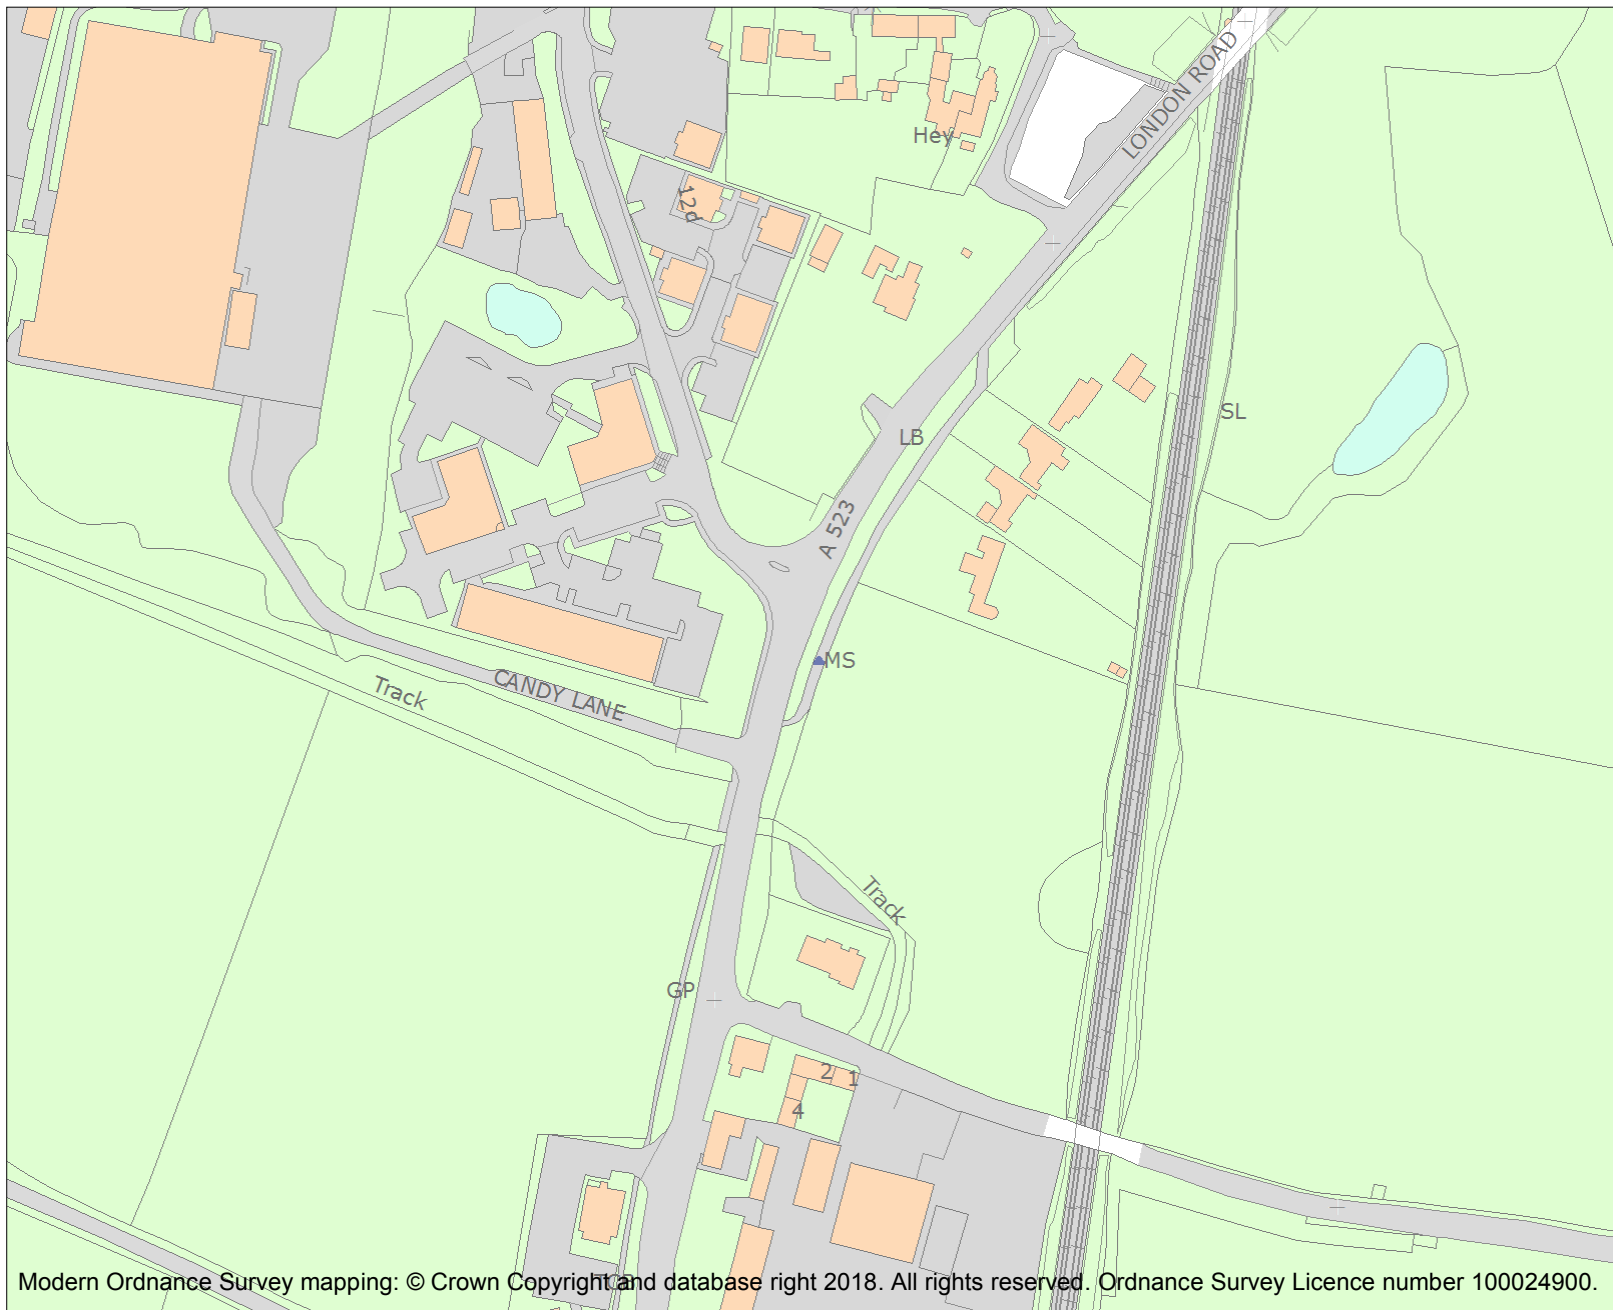 LONDON ROAD
Hey
12d
SL
LB
A 523
MS
CANDY LANE
Track
Track
GP
2
1
4
Modern Ordnance Survey mapping: © Crown Copyright and database right 2018. All rights reserved. Ordnance Survey Licence number 100024900.